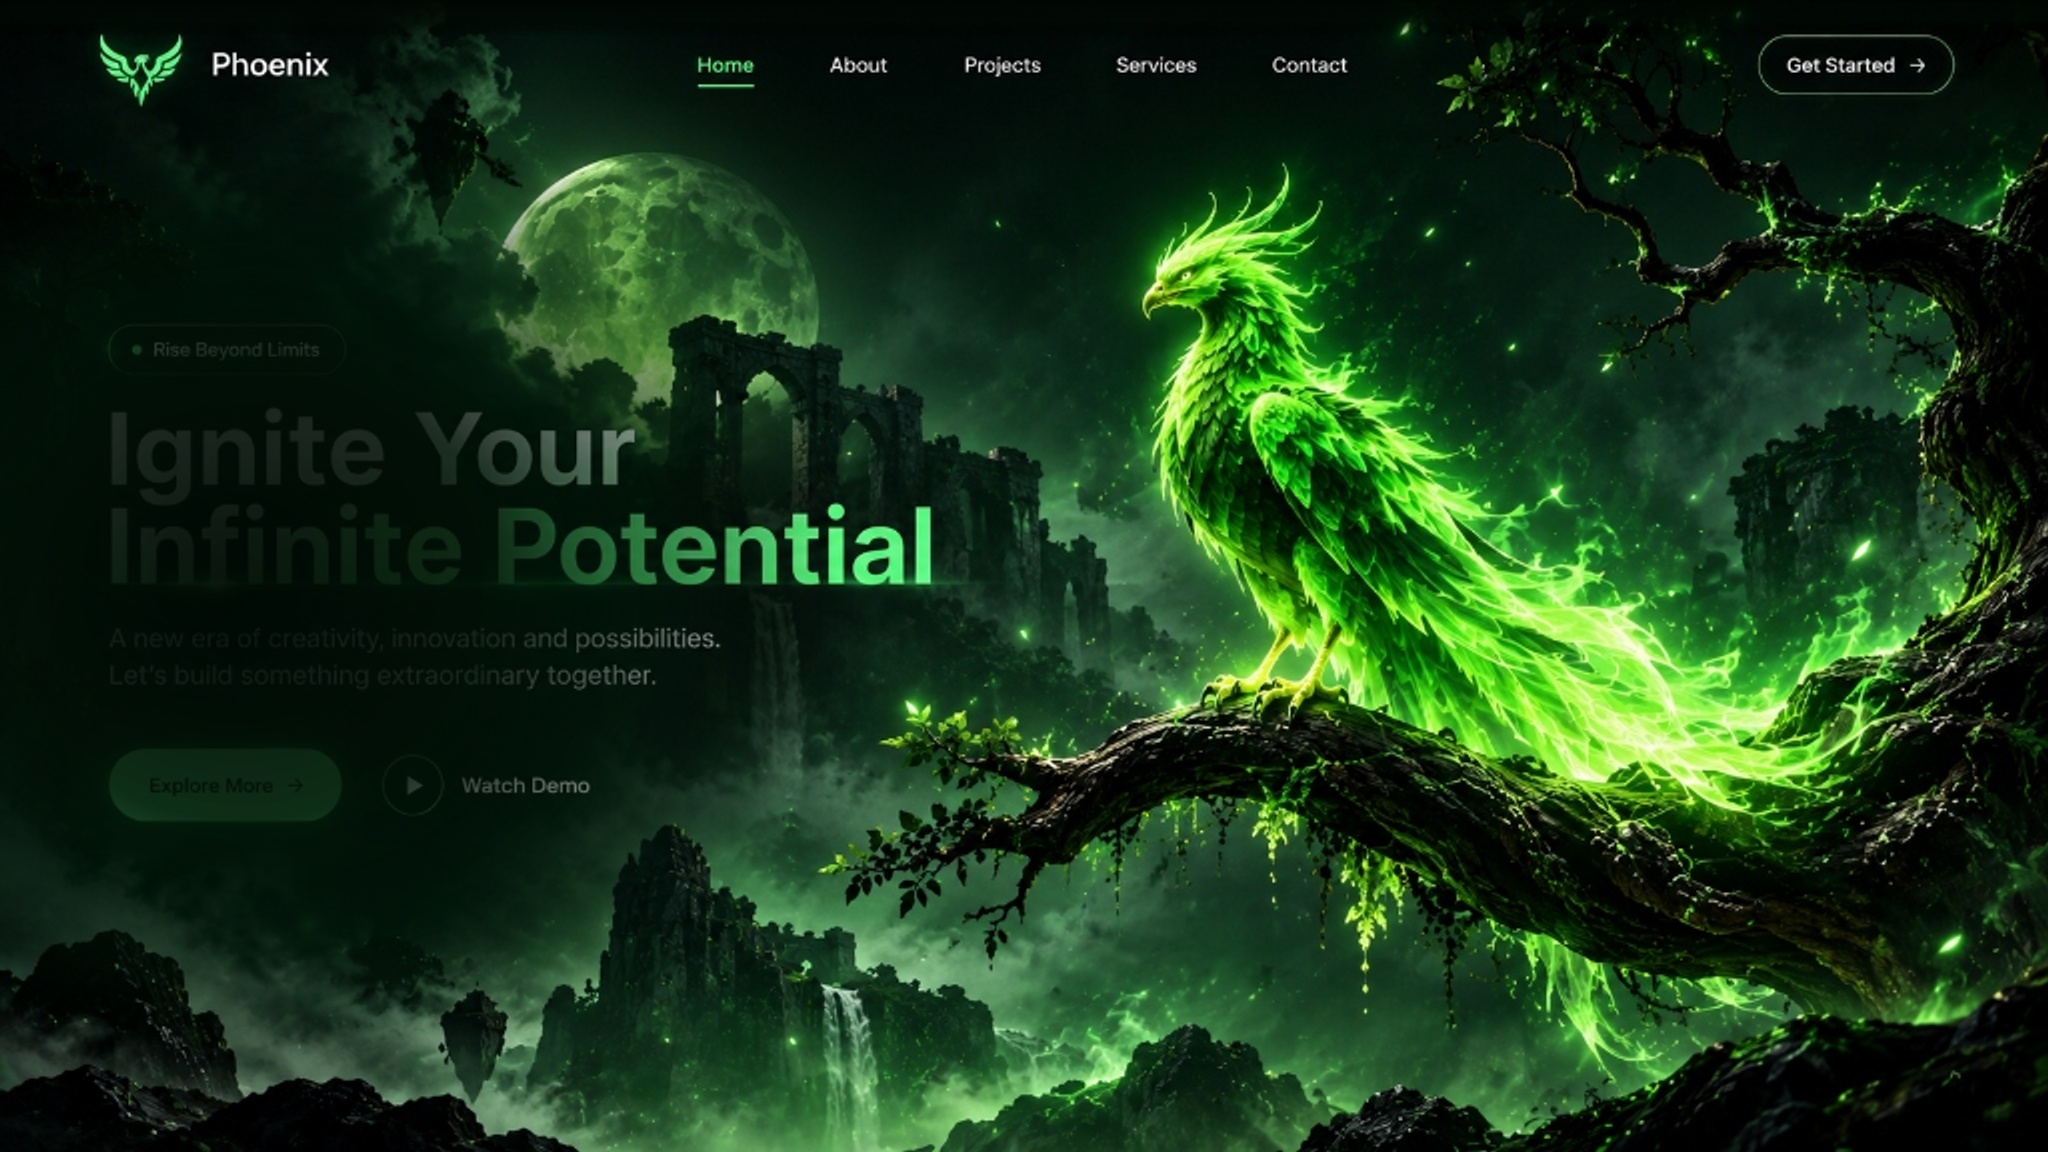 Phoenix
Home
About
Projects
Services
Contact
Get Started →
Rise Beyond Limits
Ignite Your
Infinite Potential
A new era of creativity, innovation and possibilities.
Let's build something extraordinary together.
Explore More →
Watch Demo